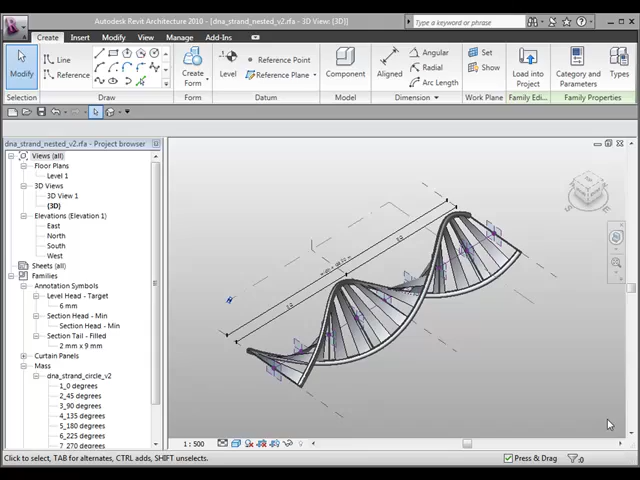 Autodesk Revit Architecture 2010 - [dna_strand_nested_v2.rfa - 3D View: {3D}]
Type a keyword or phrase
Create Insert Modify View Manage Add-Ins
Modify
Line
Reference
Create Form
Level
Reference Point
Reference Plane
Component
Aligned
Angular
Radial
Arc Length
Set
Show
Load into Project
Category and Parameters
Types
Selection Draw Form Datum Model Dimension Work Plane Family Edi... Family Properties
dna_strand_nested_v2.rfa - Project browser
Views (all)
Floor Plans
Level 1
3D Views
3D View 1
{3D}
Elevations (Elevation 1)
East
North
South
West
Sheets (all)
Families
Annotation Symbols
Level Head - Target
6 mm
Section Head - Min
Section Head - Min
Section Tail - Filled
2 mm x 9 mm
Curtain Panels
Mass
dna_strand_circle_v2
1_0 degrees
2_45 degrees
3_90 degrees
4_135 degrees
5_180 degrees
6_225 degrees
7_270 degrees
1 : 500
Click to select, TAB for alternates, CTRL adds, SHIFT unselects.
Press & Drag
:0